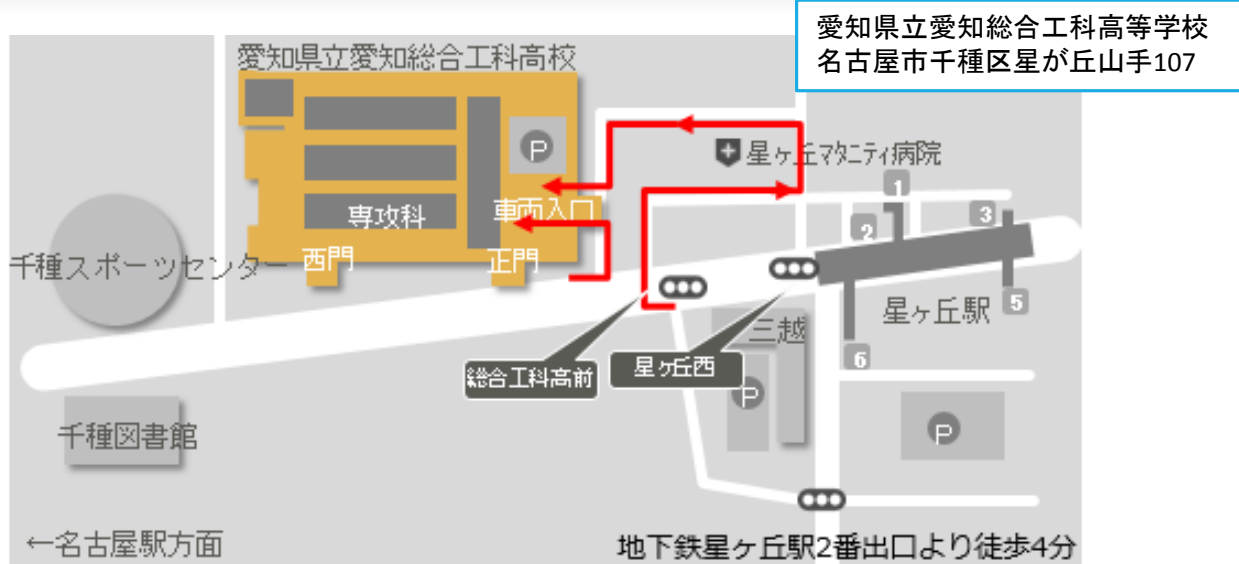 愛知県立愛知総合工科高等学校
名古屋市千種区星が丘山手107
愛知県立愛知総合工科高校
P
星ヶ丘マタニティ病院
1
専攻科
車両入口
3
2
千種スポーツセンター
西門
正門
5
星ヶ丘駅
三越
総合工科高前
星ヶ丘西
6
P
千種図書館
P
←名古屋駅方面
地下鉄星ヶ丘駅2番出口より徒歩4分